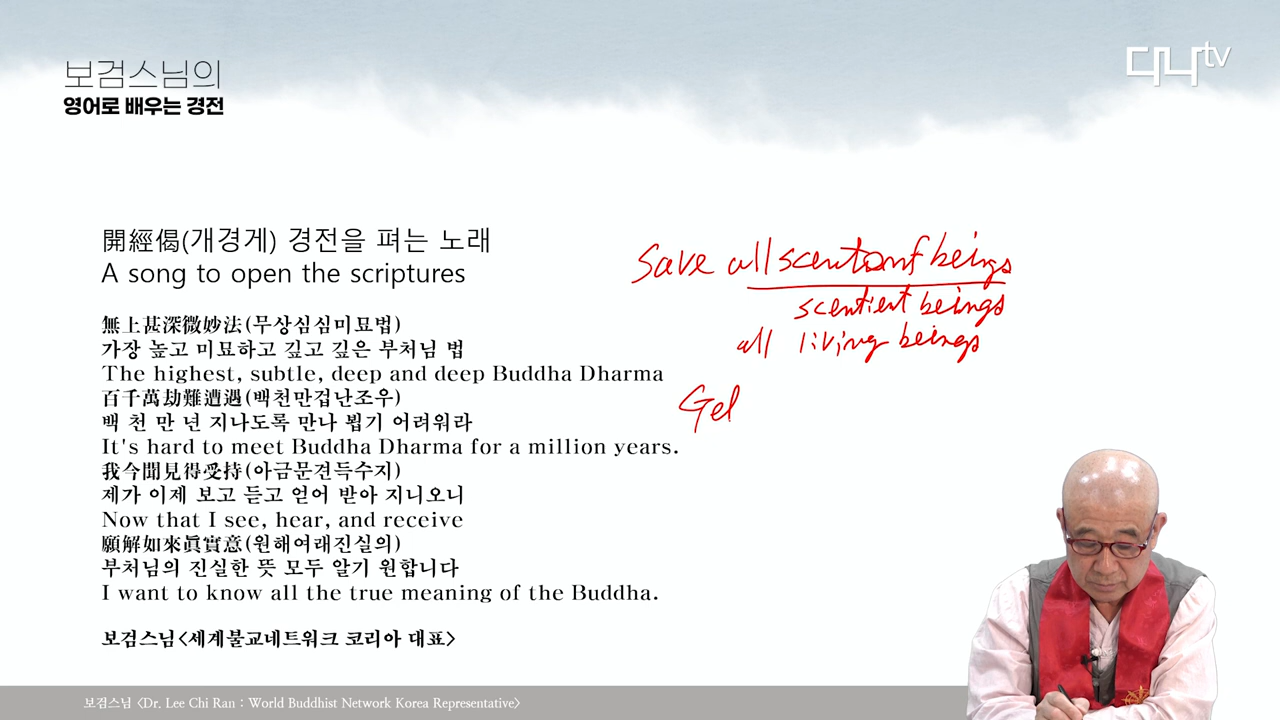 보검스님의
영어로 배우는 경전
tv
開經偈(개경게) 경전을 펴는 노래
A song to open the scriptures
無上甚深微妙法(무상심심미묘법)
가장 높고 미묘하고 깊고 깊은 부처님 법
The highest, subtle, deep and deep Buddha Dharma
百千萬劫難遭遇(백천만겁난조우)
백 천 만 년 지나도록 만나 뵙기 어려워라
It's hard to meet Buddha Dharma for a million years.
我今聞見得受持(아금문견득수지)
제가 이제 보고 듣고 얻어 받아 지니오니
Now that I see, hear, and receive
願解如來眞實意(원해여래진실의)
부처님의 진실한 뜻 모두 알기 원합니다
I want to know all the true meaning of the Buddha.
보검스님<세계불교네트워크 코리아 대표>
Save all beings
scentient beings
all living beings
Gel
보검스님 <Dr. Lee Chi Ran : World Buddhist Network Korea Representative>